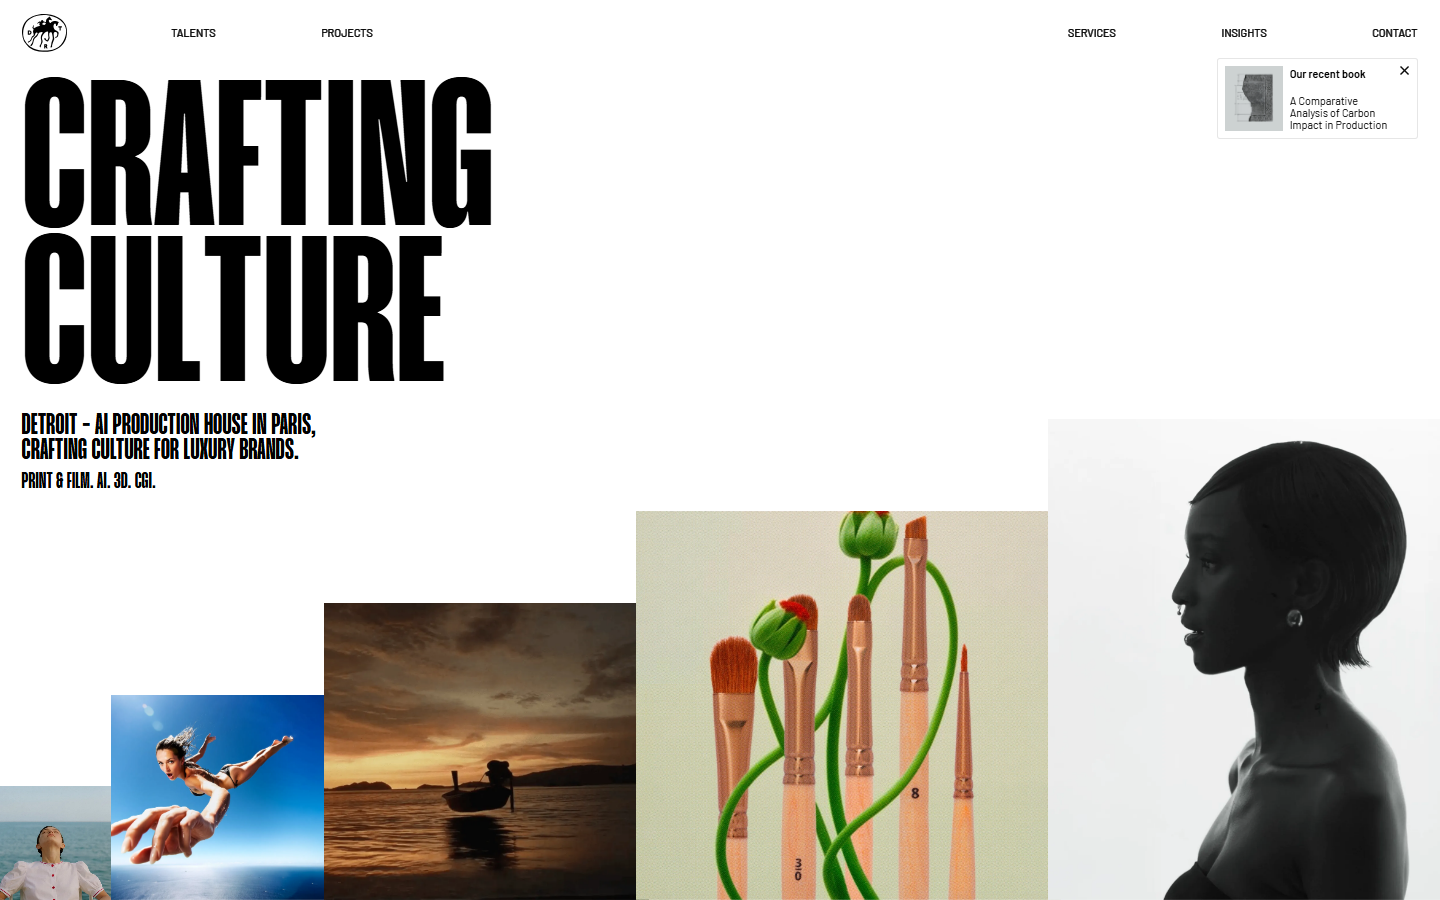 TALENTS
PROJECTS
SERVICES
INSIGHTS
CONTACT
Our recent book
A Comparative
Analysis of Carbon
Impact in Production
CRAFTING
CULTURE
DETROIT – AI PRODUCTION HOUSE IN PARIS,
CRAFTING CULTURE FOR LUXURY BRANDS.
PRINT & FILM. AI. 3D. CGI.
8